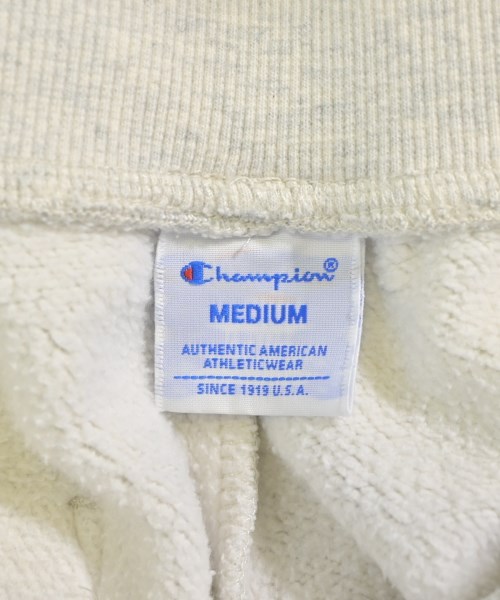 Champion®
MEDIUM
AUTHENTIC AMERICAN
ATHLETICWEAR
SINCE 1919 U.S.A.